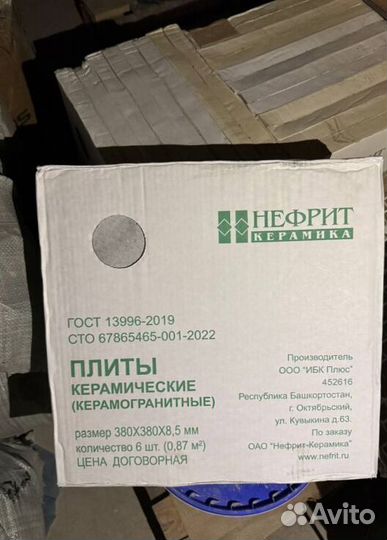 НЕФРИТ
КЕРАМИКА
ГОСТ 13996-2019
СТО 67865465-001-2022
ПЛИТЫ
КЕРАМИЧЕСКИЕ
(КЕРАМОГРАНИТНЫЕ)
размер 380Х380Х8,5 мм
количество 6 шт. (0,87 м²)
ЦЕНА ДОГОВОРНАЯ
Производитель
ООО "ИБК Плюс"
452616
Республика Башкортостан,
г. Октябрьский,
ул. Кувыкина д.63.
По заказу
ОАО "Нефрит-Керамика"
www.nefrit.ru
Avito